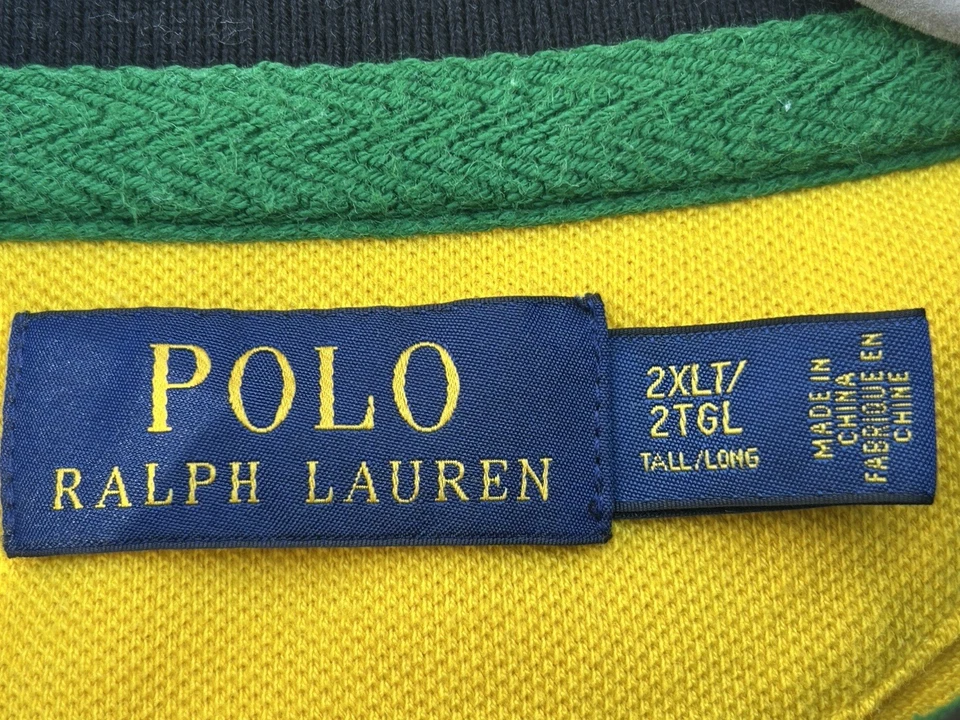 POLO
RALPH LAUREN
2XLT/
2TGL
TALL/LONG
MADE IN
CHINA
FABRIQUE EN
CHINE